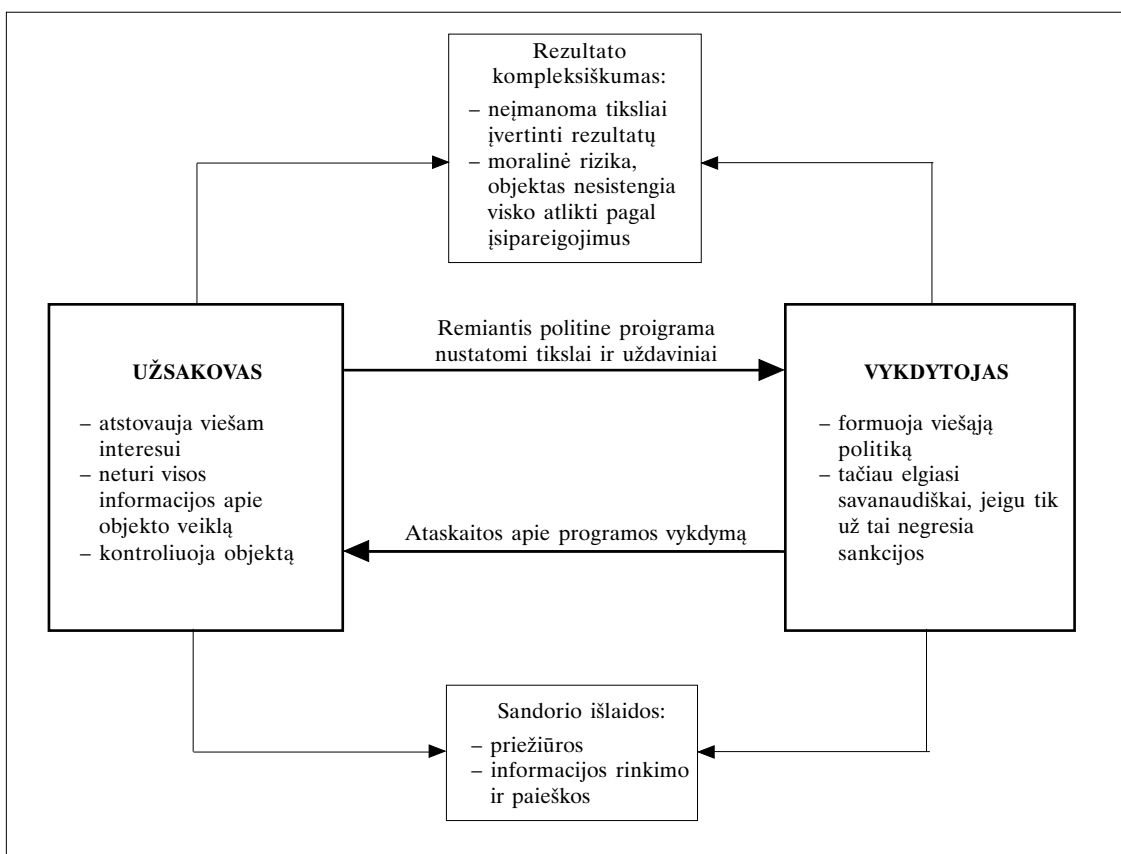 Rezultato
kompleksiškumas:
– neįmanoma tiksliai
įvertinti rezultatų
– moralinė rizika,
objektas nesistengia
visko atlikti pagal
įsipareigojimus
UŽSAKOVAS
– atstovauja viešam
interesui
– neturi visos
informacijos apie
objekto veiklą
– kontroliuoja objektą
Remiantis politine proigrama
nustatomi tikslai ir uždaviniai
Ataskaitos apie programos vykdymą
VYKDYTOJAS
– formuoja viešąją
politiką
– tačiau elgiasi
savanaudiškai, jeigu tik
už tai negresia
sankcijos
Sandorio išlaidos:
– priežiūros
– informacijos rinkimo
ir paieškos